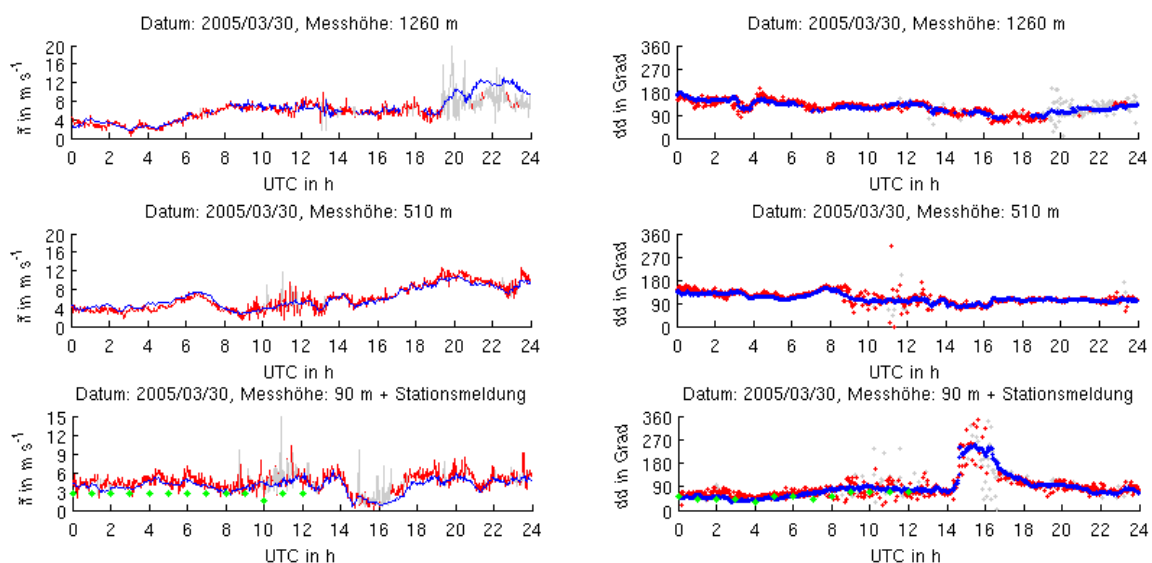 Datum: 2005/03/30, Messhöhe: 1260 m
ff in m s⁻¹
20
16
12
8
4
0
0 2 4 6 8 10 12 14 16 18 20 22 24
UTC in h
Datum: 2005/03/30, Messhöhe: 1260 m
dd in Grad
360
270
180
90
0
0 2 4 6 8 10 12 14 16 18 20 22 24
UTC in h
Datum: 2005/03/30, Messhöhe: 510 m
ff in m s⁻¹
20
16
12
8
4
0
0 2 4 6 8 10 12 14 16 18 20 22 24
UTC in h
Datum: 2005/03/30, Messhöhe: 510 m
dd in Grad
360
270
180
90
0
0 2 4 6 8 10 12 14 16 18 20 22 24
UTC in h
Datum: 2005/03/30, Messhöhe: 90 m + Stationsmeldung
ff in m s⁻¹
15
12
9
6
3
0
0 2 4 6 8 10 12 14 16 18 20 22 24
UTC in h
Datum: 2005/03/30, Messhöhe: 90 m + Stationsmeldung
dd in Grad
360
270
180
90
0
0 2 4 6 8 10 12 14 16 18 20 22 24
UTC in h